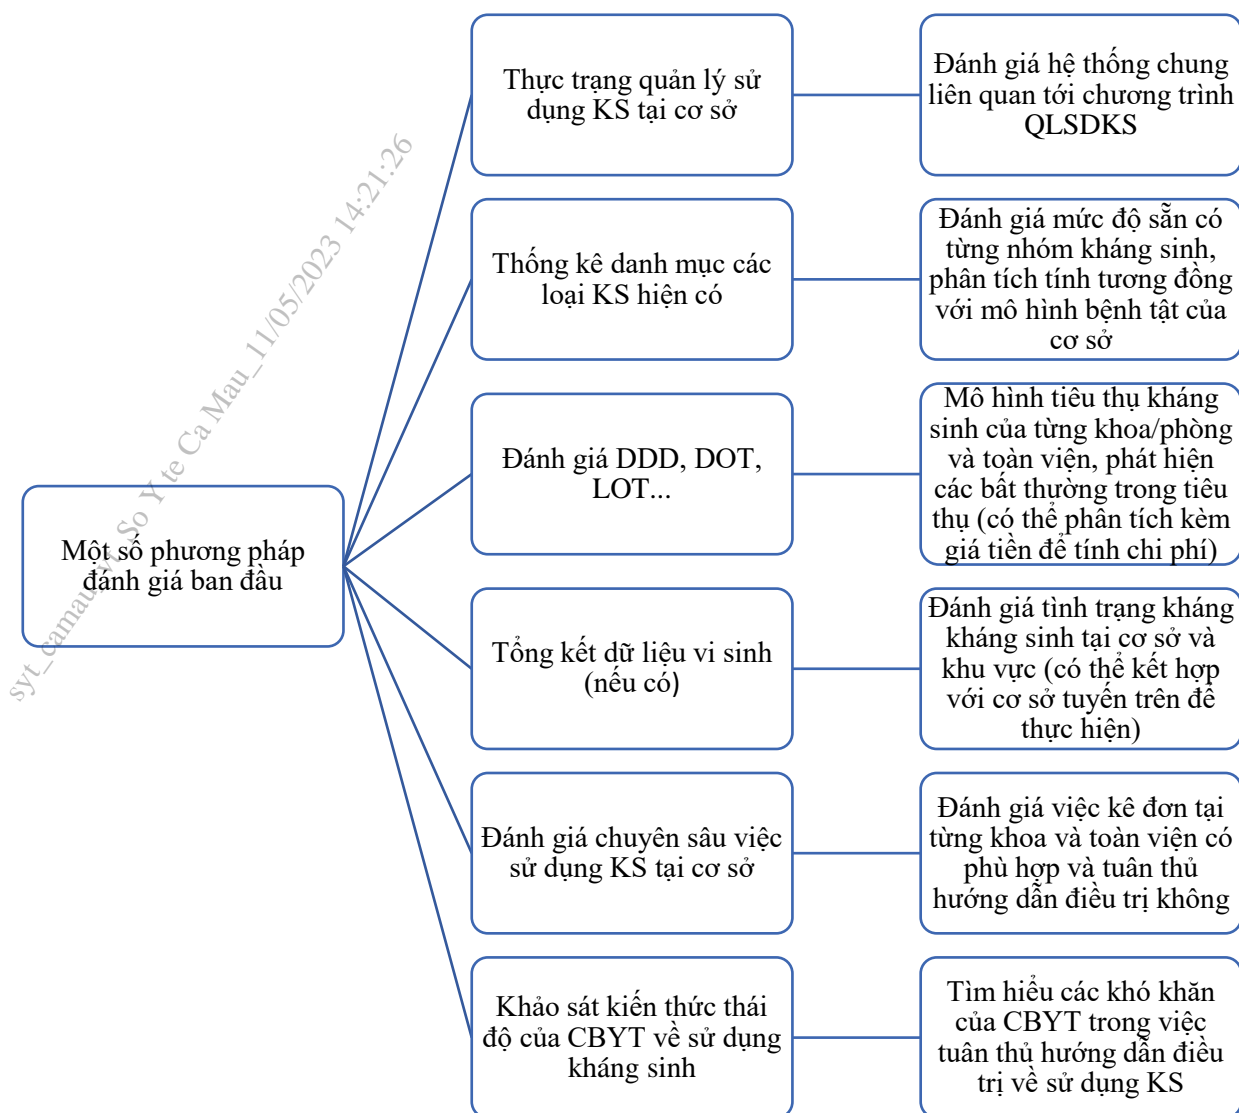 Thực trạng quản lý sử
dụng KS tại cơ sở
Đánh giá hệ thống chung
liên quan tới chương trình
QLSDKS
Thống kê danh mục các
loại KS hiện có
Đánh giá mức độ sẵn có
từng nhóm kháng sinh,
phân tích tính tương đồng
với mô hình bệnh tật của
cơ sở
Đánh giá DDD, DOT,
LOT...
Mô hình tiêu thụ kháng
sinh của từng khoa/phòng
và toàn viện, phát hiện
các bất thường trong tiêu
thụ (có thể phân tích kèm
giá tiền để tính chi phí)
Một số phương pháp
đánh giá ban đầu
Tổng kết dữ liệu vi sinh
(nếu có)
Đánh giá tình trạng kháng
kháng sinh tại cơ sở và
khu vực (có thể kết hợp
với cơ sở tuyến trên để
thực hiện)
Đánh giá chuyên sâu việc
sử dụng KS tại cơ sở
Đánh giá việc kê đơn tại
từng khoa và toàn viện có
phù hợp và tuân thủ
hướng dẫn điều trị không
Khảo sát kiến thức thái
độ của CBYT về sử dụng
kháng sinh
Tìm hiểu các khó khăn
của CBYT trong việc
tuân thủ hướng dẫn điều
trị về sử dụng KS
So Y te Ca Mau_11/05/2023 14:21:26